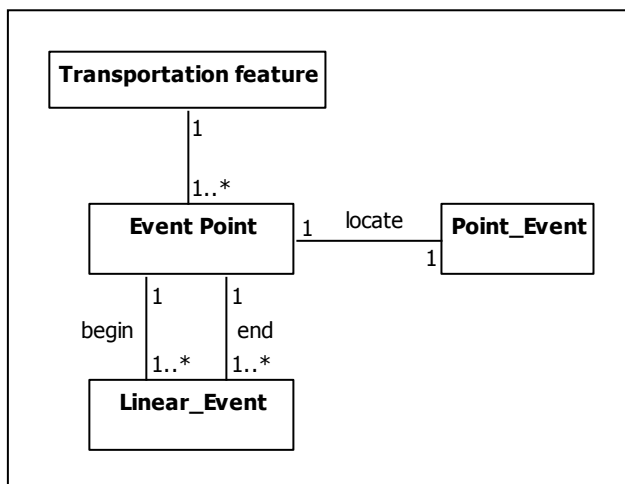 Transportation feature
1
1..*
Event Point
1
locate
1
Point_Event
1
1
begin
end
1..*
1..*
Linear_Event